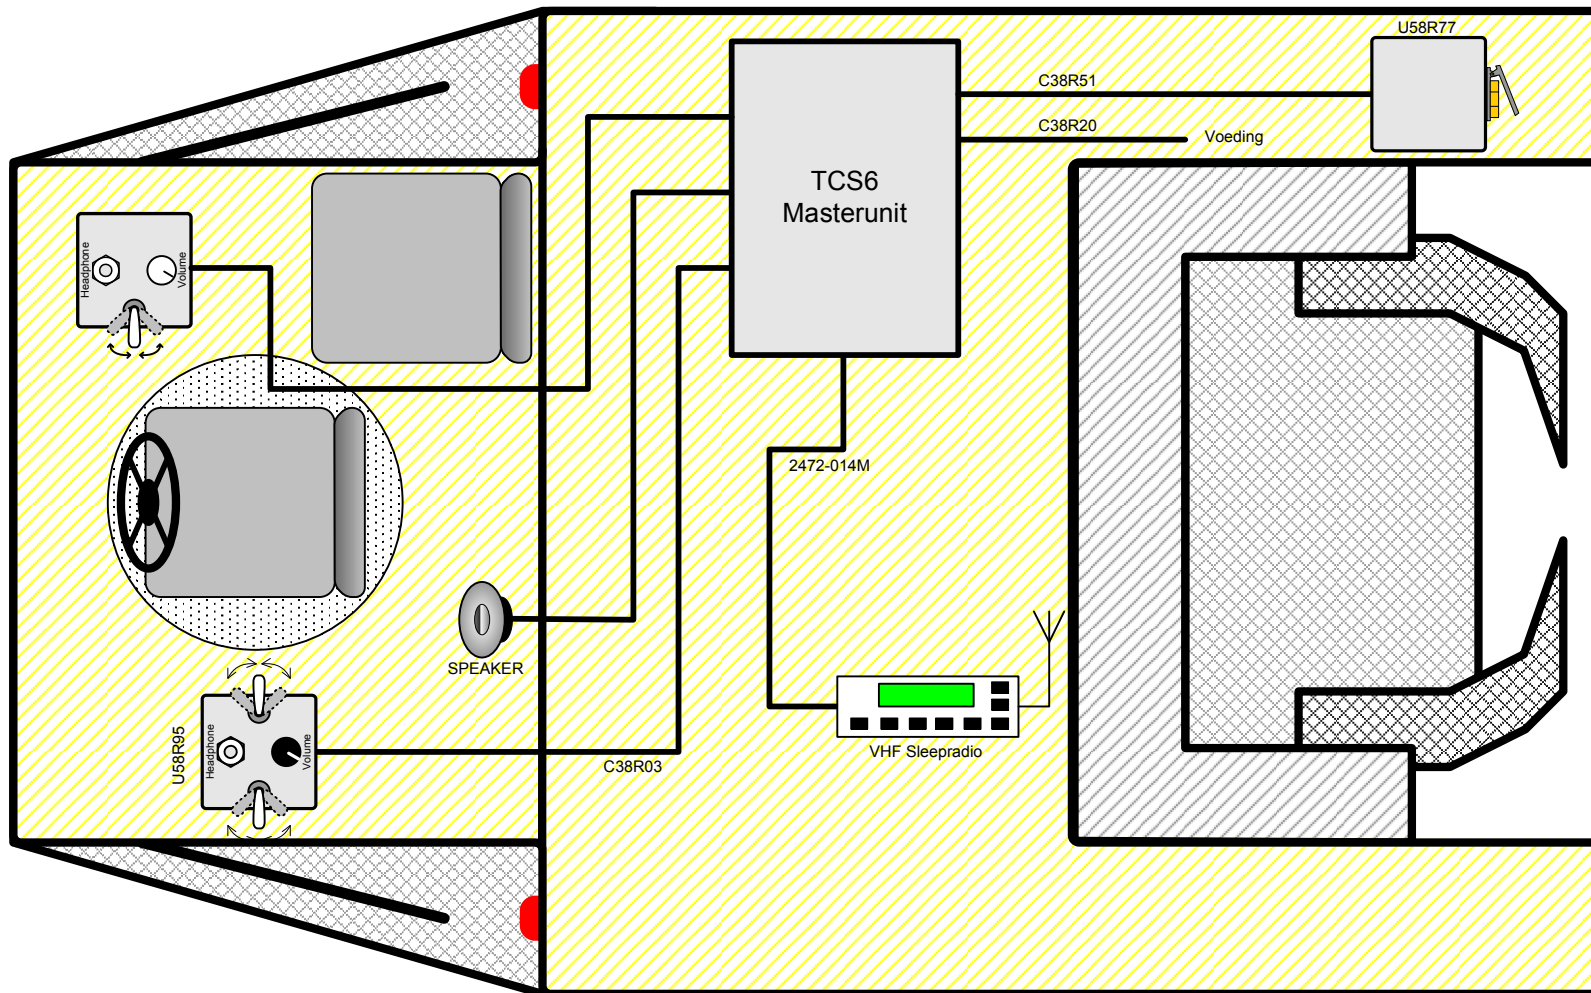 U58R77
C38R51
C38R20
Voeding
TCS6
Masterunit
Headphone
Volume
2472-014M
SPEAKER
U58R95
Headphone
Volume
C38R03
VHF Sleepradio